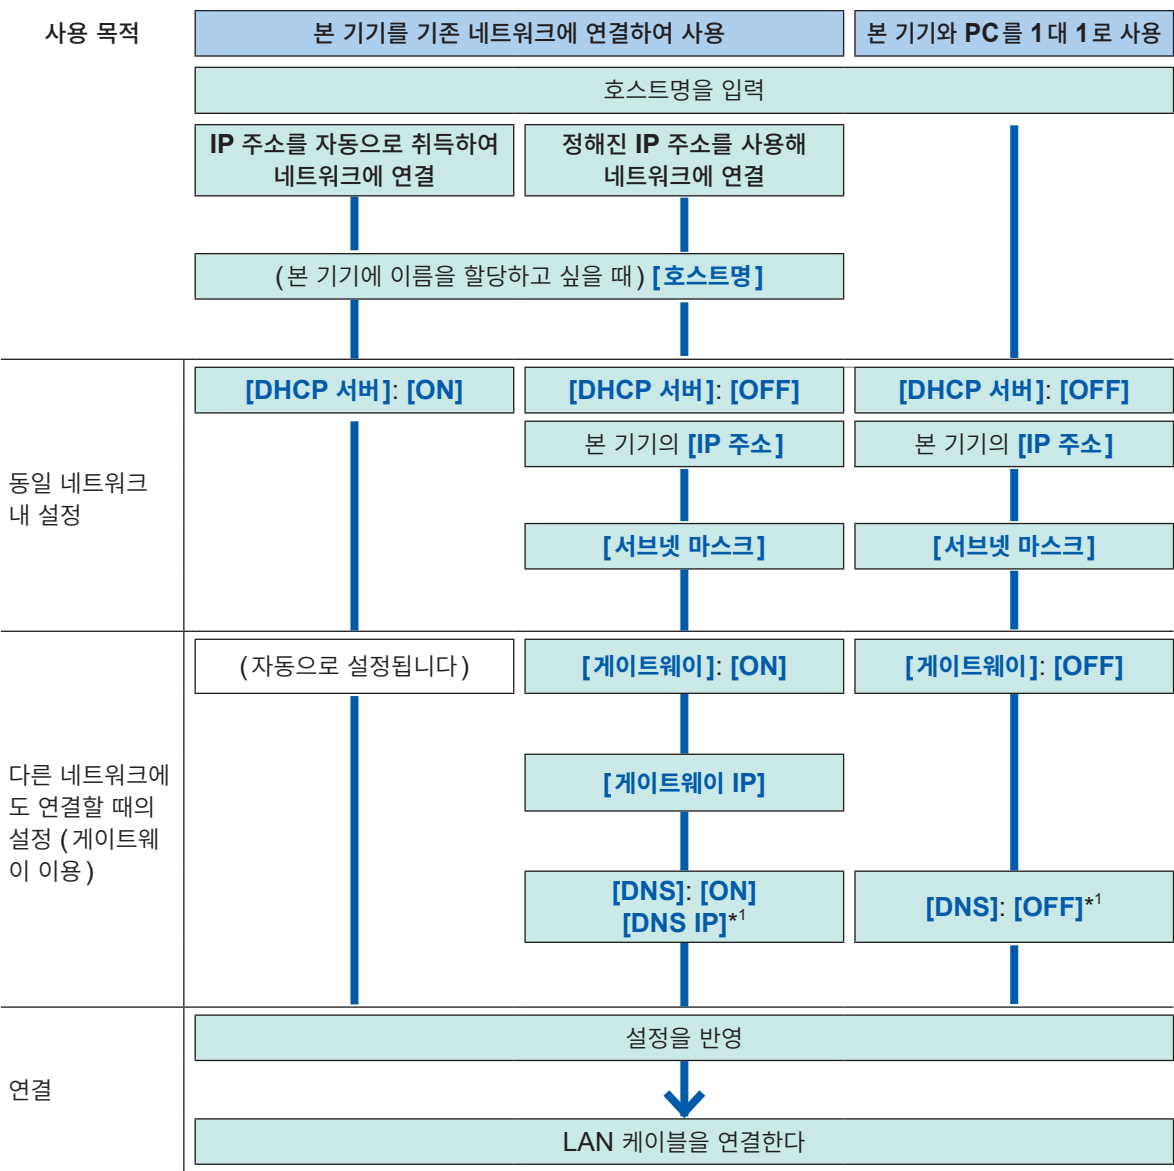 사용 목적
본 기기를 기존 네트워크에 연결하여 사용
본 기기와 PC를 1대 1로 사용
호스트명을 입력
IP 주소를 자동으로 취득하여
네트워크에 연결
정해진 IP 주소를 사용해
네트워크에 연결
(본 기기에 이름을 할당하고 싶을 때) [호스트명]
동일 네트워크
내 설정
[DHCP 서버]: [ON]
[DHCP 서버]: [OFF]
[DHCP 서버]: [OFF]
본 기기의 [IP 주소]
본 기기의 [IP 주소]
[서브넷 마스크]
[서브넷 마스크]
다른 네트워크에
도 연결할 때의
설정 (게이트웨
이 이용)
(자동으로 설정됩니다)
[게이트웨이]: [ON]
[게이트웨이]: [OFF]
[게이트웨이 IP]
[DNS]: [ON]
[DNS IP]*1
[DNS]: [OFF]*1
연결
설정을 반영
LAN 케이블을 연결한다